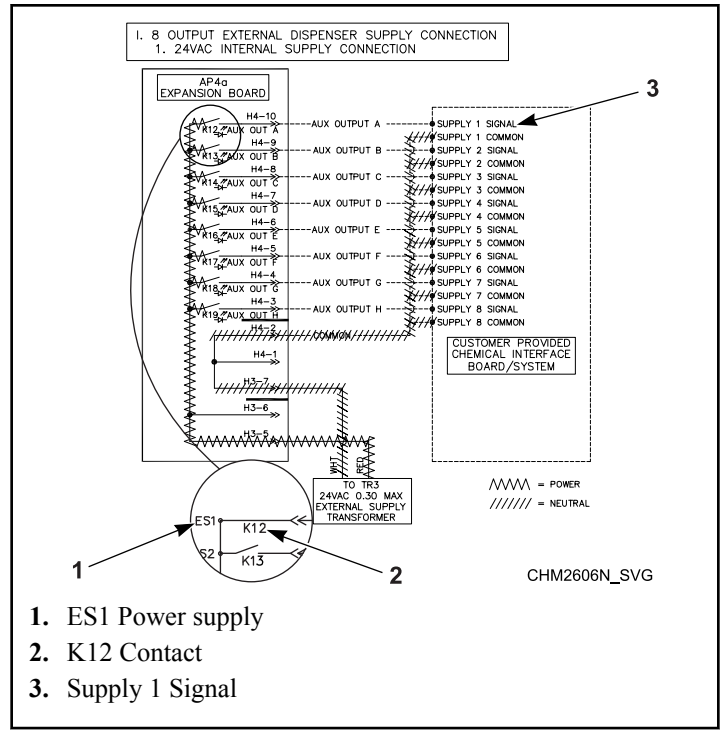 I. 8 OUTPUT EXTERNAL DISPENSER SUPPLY CONNECTION
1. 24VAC INTERNAL SUPPLY CONNECTION
AP4a
EXPANSION BOARD
3
H4-10
K12 AUX OUT A
AUX OUTPUT A
SUPPLY 1 SIGNAL
SUPPLY 1 COMMON
H4-9
K13 AUX OUT B
AUX OUTPUT B
SUPPLY 2 SIGNAL
SUPPLY 2 COMMON
H4-8
K14 AUX OUT C
AUX OUTPUT C
SUPPLY 3 SIGNAL
SUPPLY 3 COMMON
H4-7
K15 AUX OUT D
AUX OUTPUT D
SUPPLY 4 SIGNAL
SUPPLY 4 COMMON
H4-6
K16 AUX OUT E
AUX OUTPUT E
SUPPLY 5 SIGNAL
SUPPLY 5 COMMON
H4-5
K17 AUX OUT F
AUX OUTPUT F
SUPPLY 6 SIGNAL
SUPPLY 6 COMMON
H4-4
K18 AUX OUT G
AUX OUTPUT G
SUPPLY 7 SIGNAL
SUPPLY 7 COMMON
H4-3
K19 AUX OUT H
AUX OUTPUT H
SUPPLY 8 SIGNAL
SUPPLY 8 COMMON
H4-2
COMMON
H4-1
H3-7
H3-6
H3-5
CUSTOMER PROVIDED
CHEMICAL INTERFACE
BOARD/SYSTEM
WHT
RED
TO TR3
24VAC 0.30 MAX
EXTERNAL SUPPLY
TRANSFORMER
= POWER
= NEUTRAL
ES1
K12
S2
K13
1
2
CHM2606N_SVG
1. ES1 Power supply
2. K12 Contact
3. Supply 1 Signal